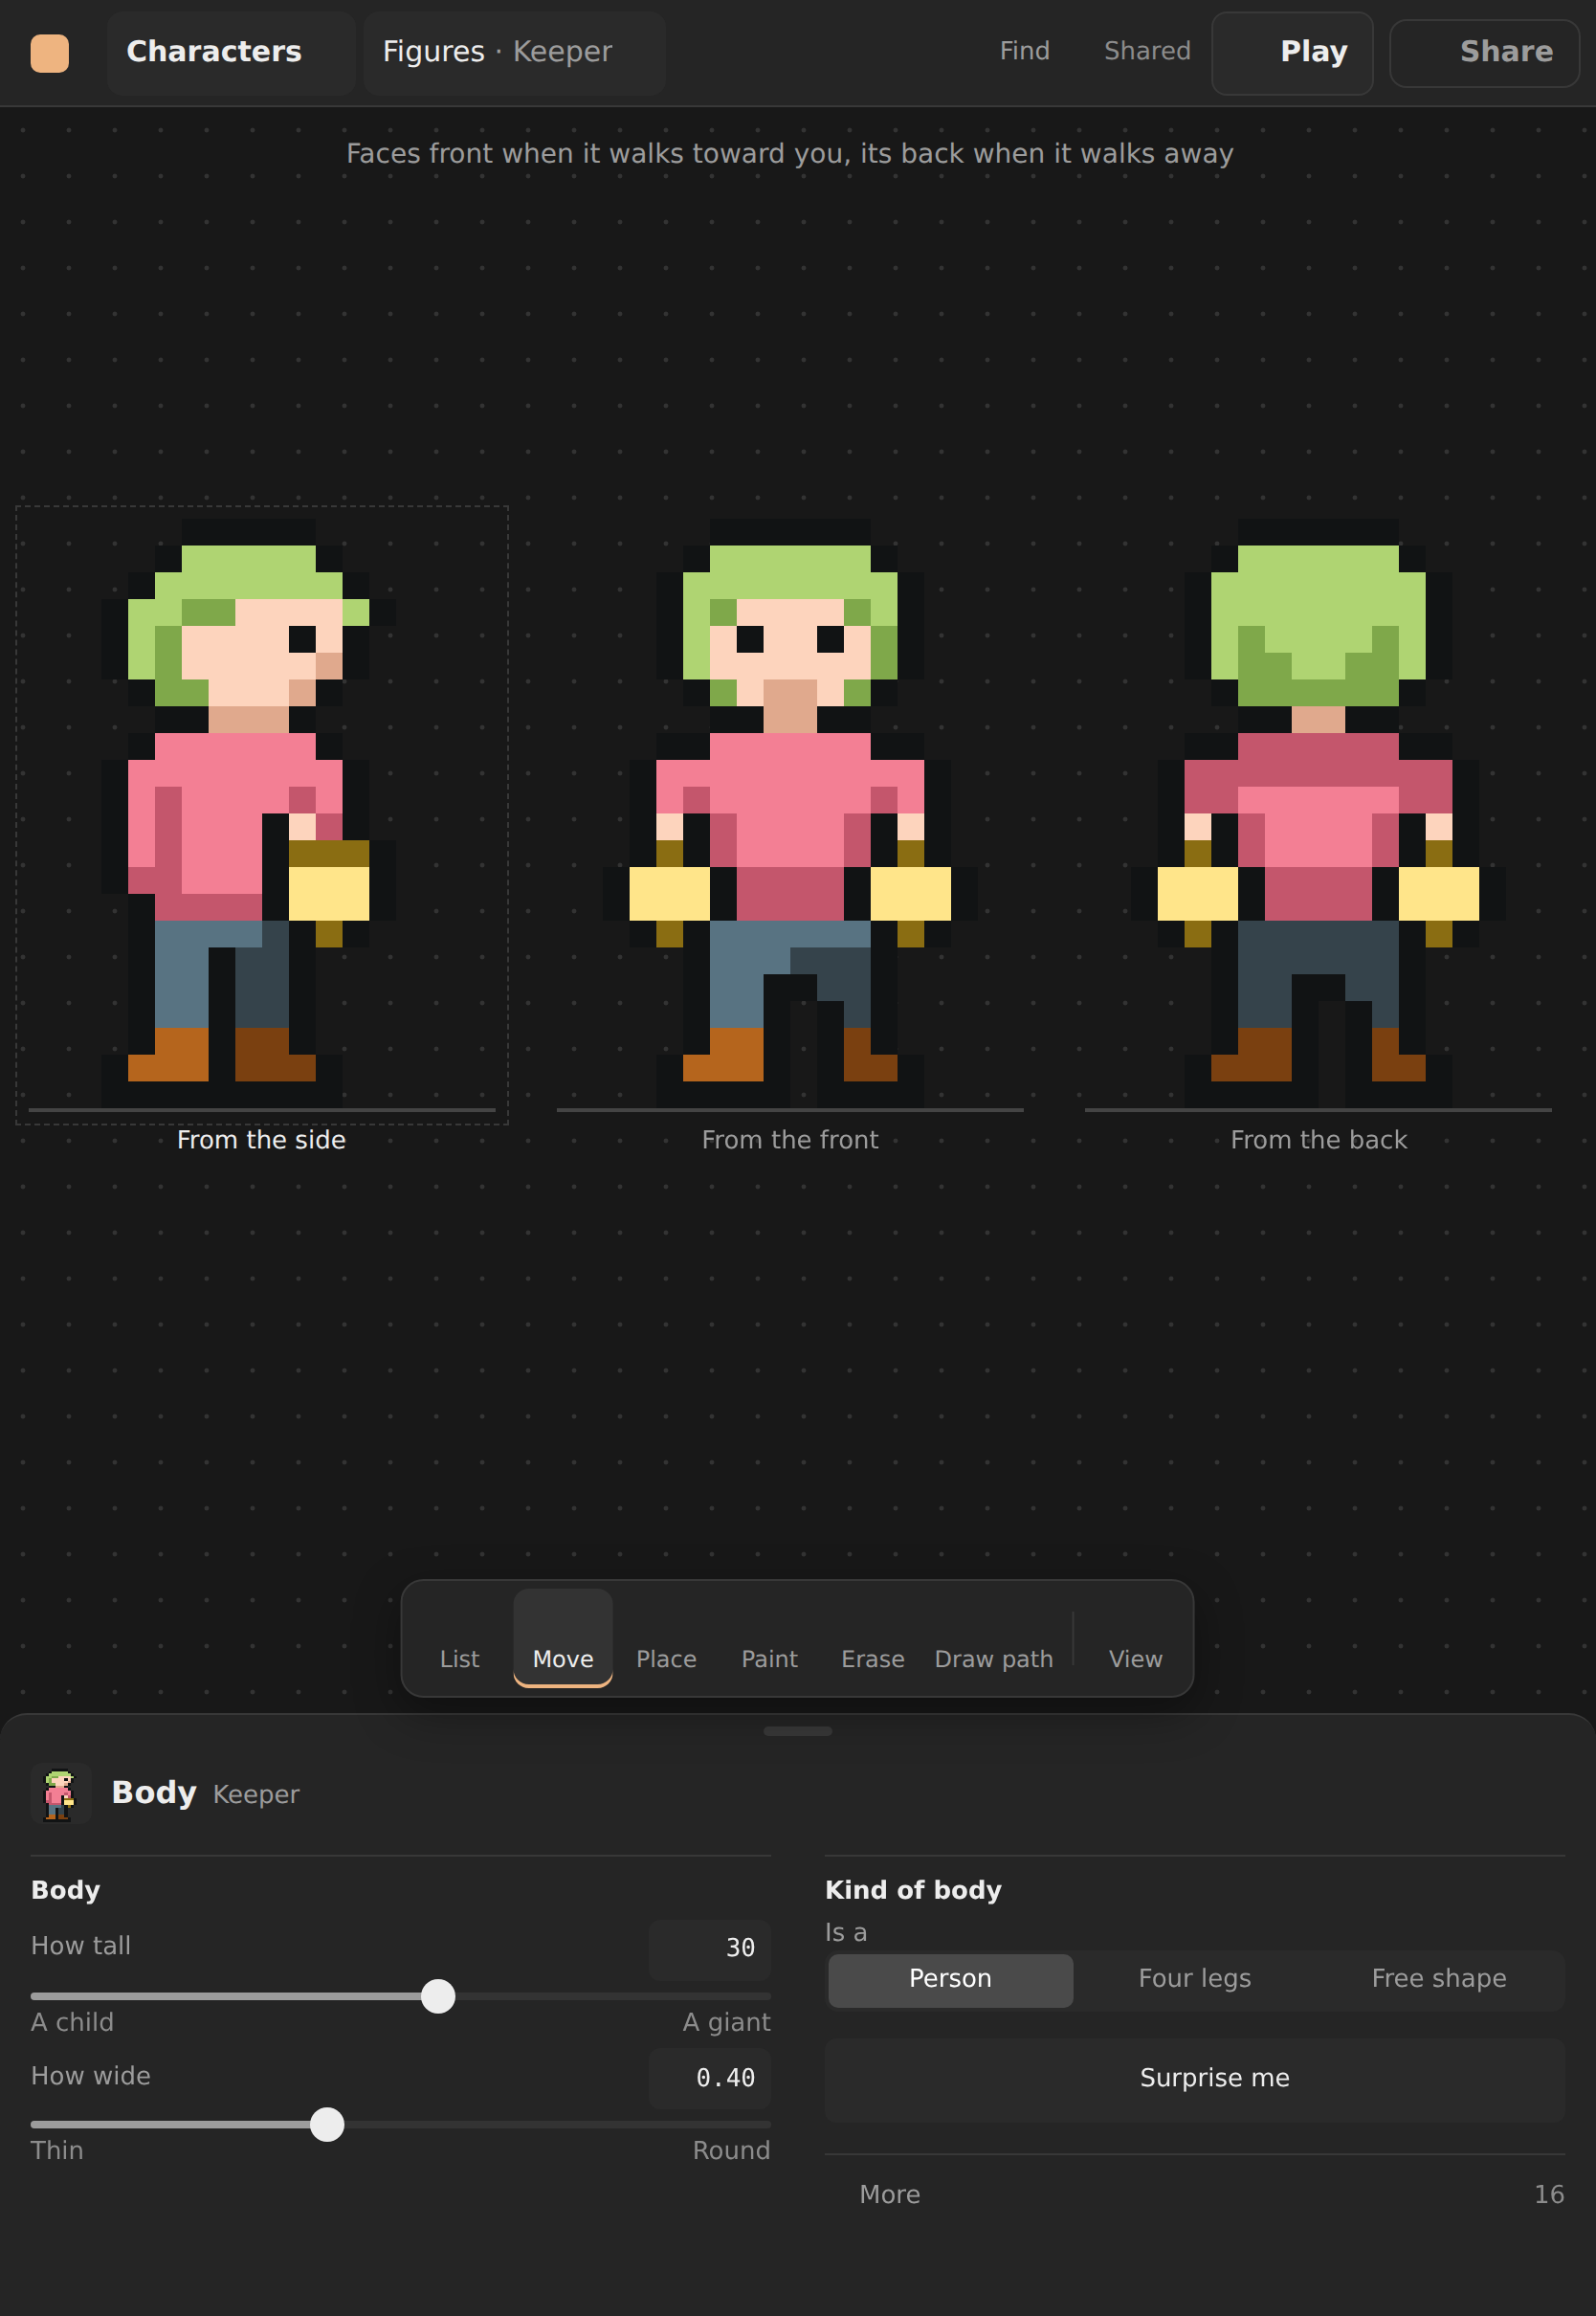 Characters
Figures · Keeper
Find
Shared
Play
Share
Faces front when it walks toward you, its back when it walks away
From the side
From the front
From the back
List
Move
Place
Paint
Erase
Draw path
View
Body Keeper
Body
How tall
30
A child
A giant
How wide
0.40
Thin
Round
Kind of body
Is a
Person
Four legs
Free shape
Surprise me
More
16